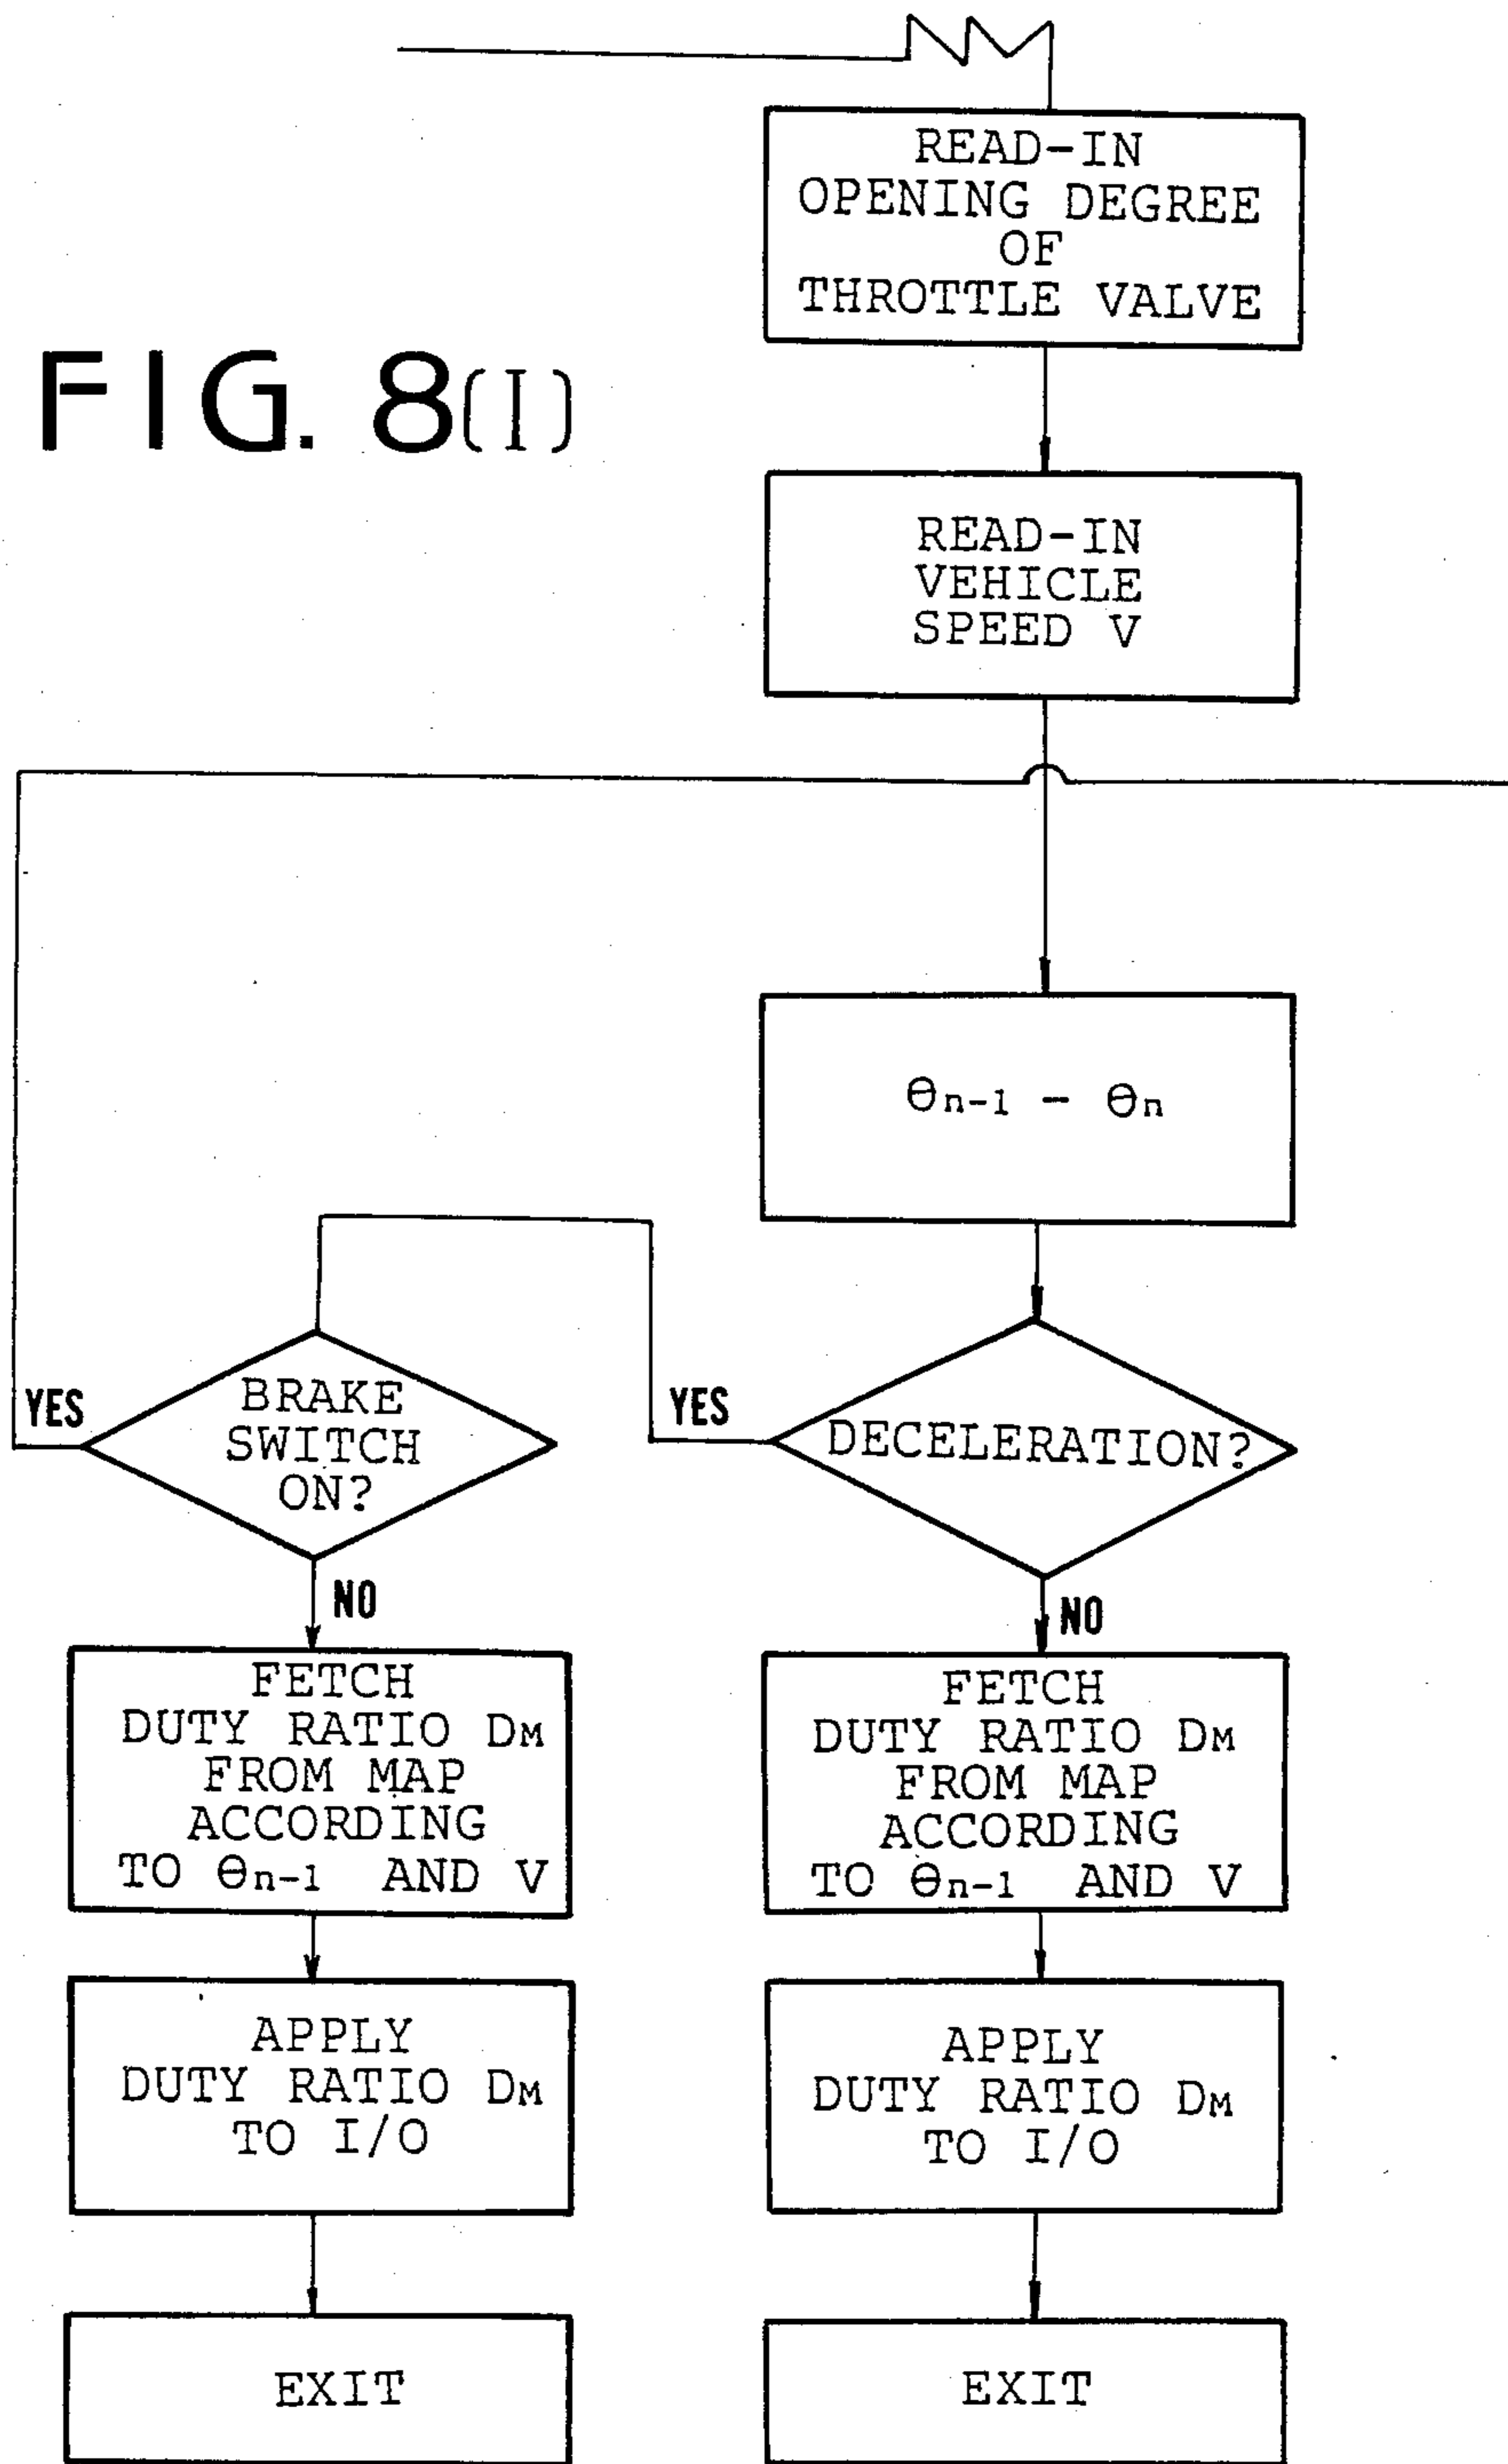 READ-IN
OPENING DEGREE
OF
THROTTLE VALVE
FIG. 8(I)
READ-IN
VEHICLE
SPEED V
θn-1 - θn
YES
BRAKE
SWITCH
ON?
YES
DECELERATION?
NO
NO
FETCH
DUTY RATIO DM
FROM MAP
ACCORDING
TO θn-1 AND V
FETCH
DUTY RATIO DM
FROM MAP
ACCORDING
TO θn-1 AND V
APPLY
DUTY RATIO DM
TO I/O
APPLY
DUTY RATIO DM
TO I/O
EXIT
EXIT